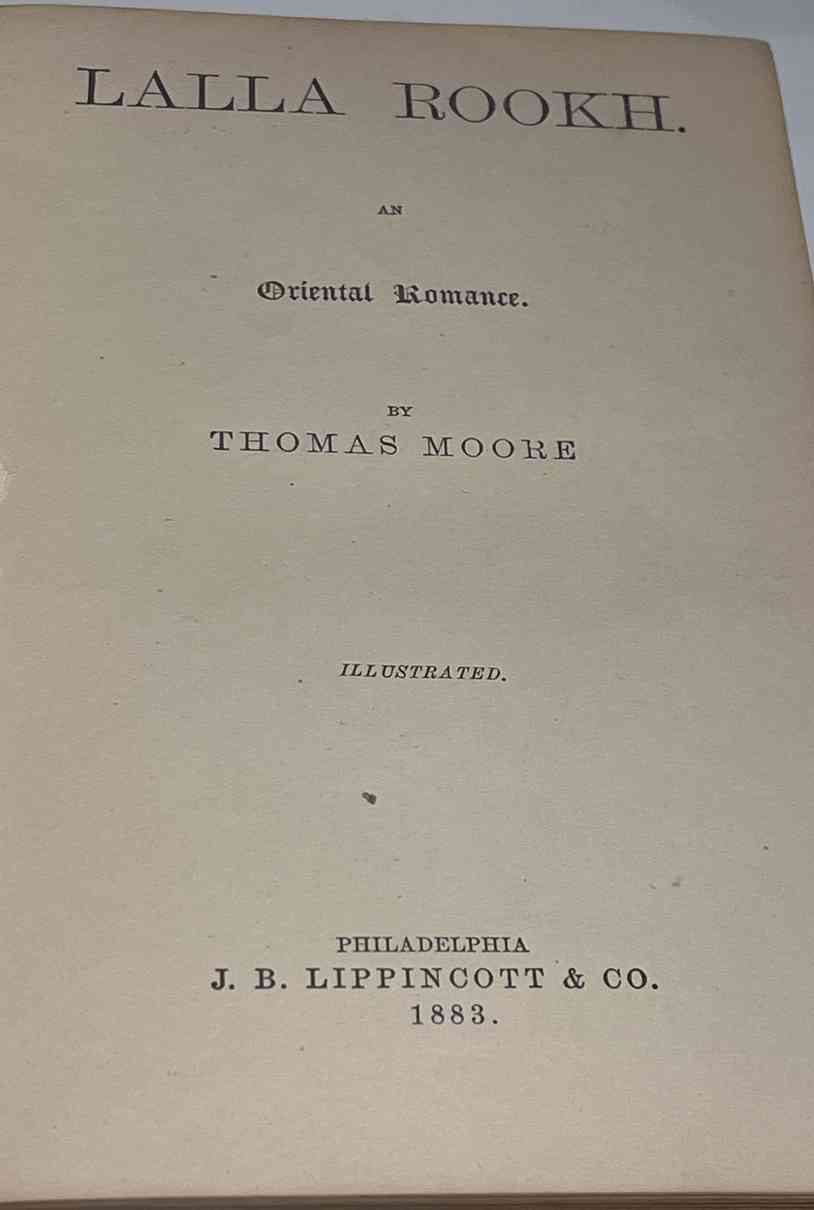 LALLA ROOKH.
AN
Oriental Romance.
BY
THOMAS MOORE
ILLUSTRATED.
PHILADELPHIA
J. B. LIPPINCOTT & CO.
1883.